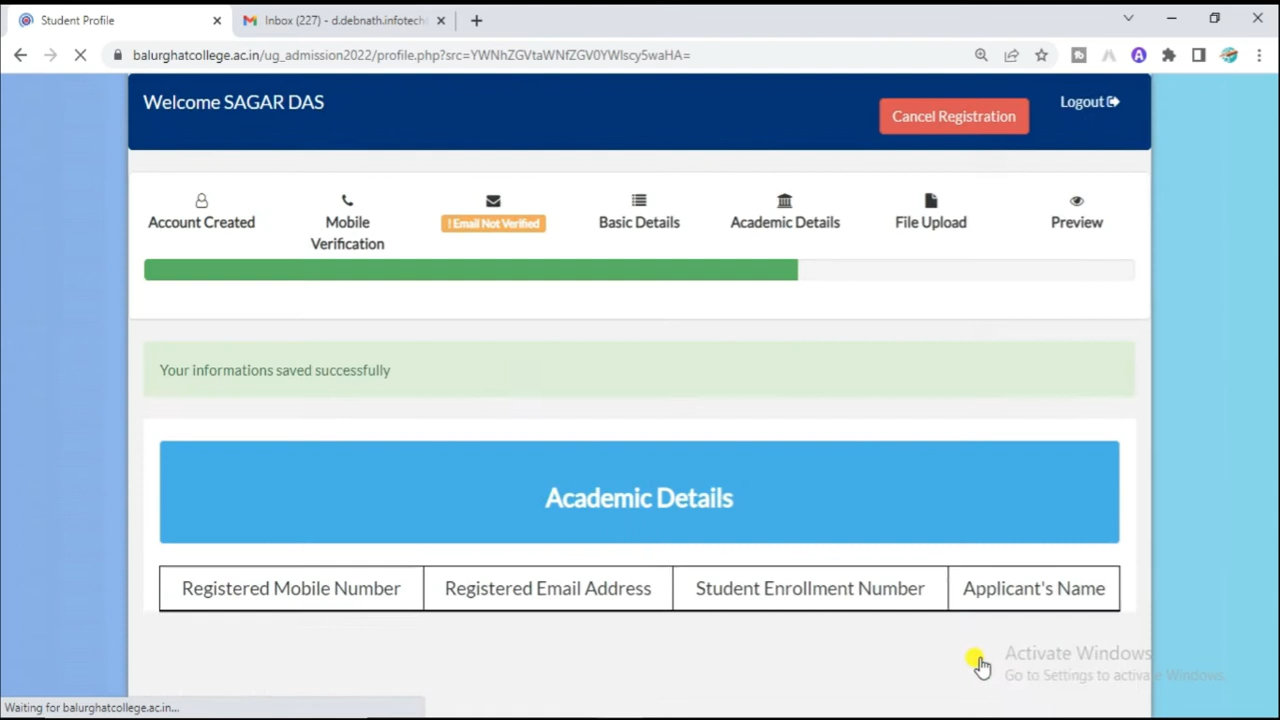 Student Profile
Inbox (227) - d.debnath.infotech
balurghatcollege.ac.in/ug_admission2022/profile.php?src=YWNhZGVtaWNfZGV0YWlscy5waHA=
Welcome SAGAR DAS
Cancel Registration
Logout
Account Created
Mobile Verification
! Email Not Verified
Basic Details
Academic Details
File Upload
Preview
Your informations saved successfully
Academic Details
Registered Mobile Number
Registered Email Address
Student Enrollment Number
Applicant's Name
Activate Windows
Go to Settings to activate Windows.
Waiting for balurghatcollege.ac.in...